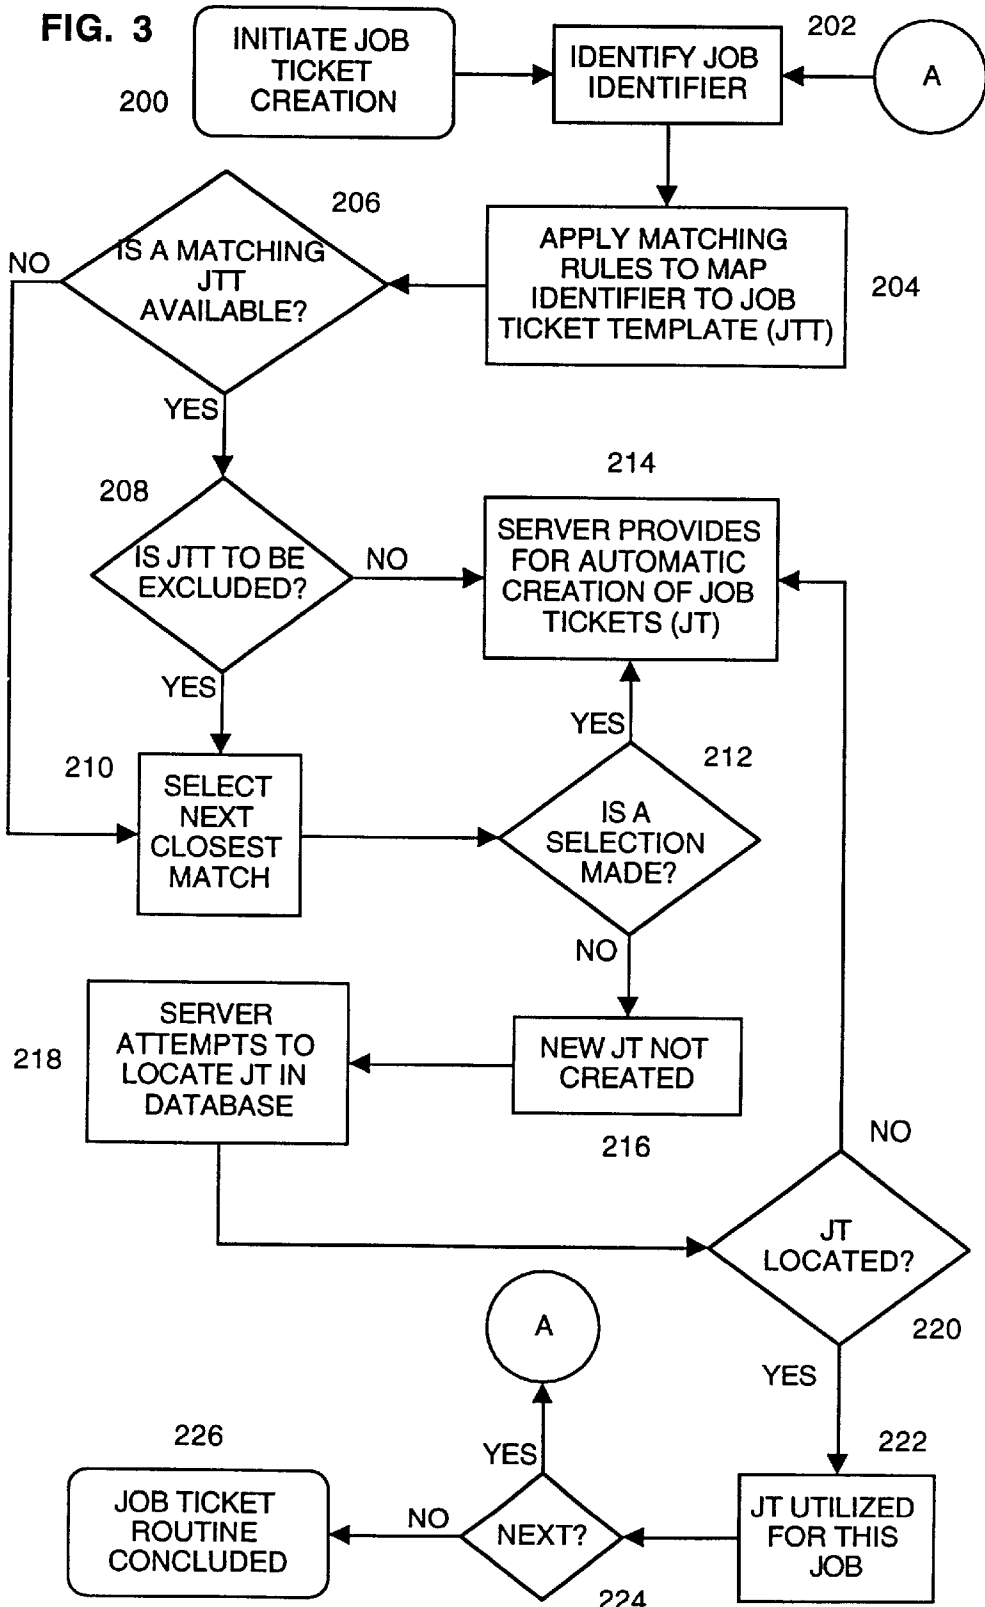 FIG. 3
INITIATE JOB
TICKET
CREATION
200
IDENTIFY JOB
IDENTIFIER
202
A
APPLY MATCHING
RULES TO MAP
IDENTIFIER TO JOB
TICKET TEMPLATE (JTT)
204
206
IS A MATCHING
JTT
AVAILABLE?
NO
YES
208
IS JTT TO BE
EXCLUDED?
NO
YES
214
SERVER PROVIDES
FOR AUTOMATIC
CREATION OF JOB
TICKETS (JT)
210
SELECT
NEXT
CLOSEST
MATCH
YES
212
IS A
SELECTION
MADE?
NO
NEW JT NOT
CREATED
216
218
SERVER
ATTEMPTS TO
LOCATE JT IN
DATABASE
NO
JT
LOCATED?
220
YES
222
JT UTILIZED
FOR THIS
JOB
A
YES
NEXT?
224
NO
226
JOB TICKET
ROUTINE
CONCLUDED